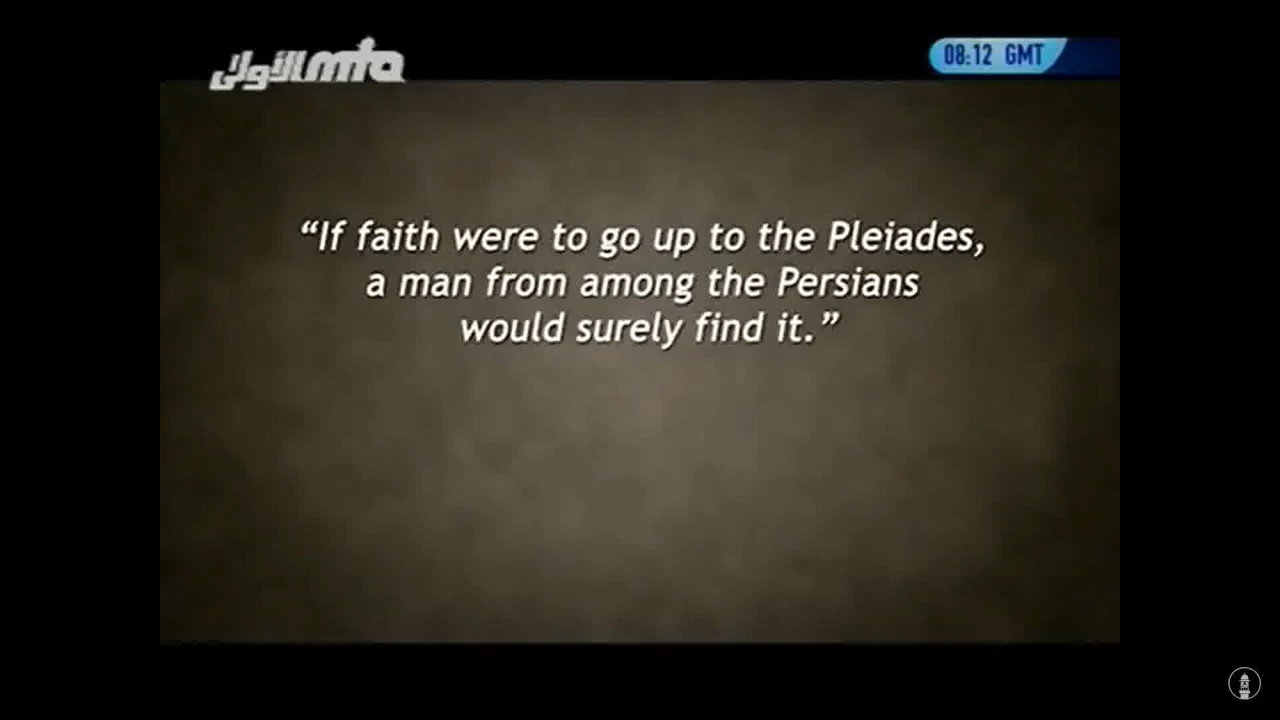 mta الأولى
08:12 GMT
“If faith were to go up to the Pleiades,
a man from among the Persians
would surely find it.”